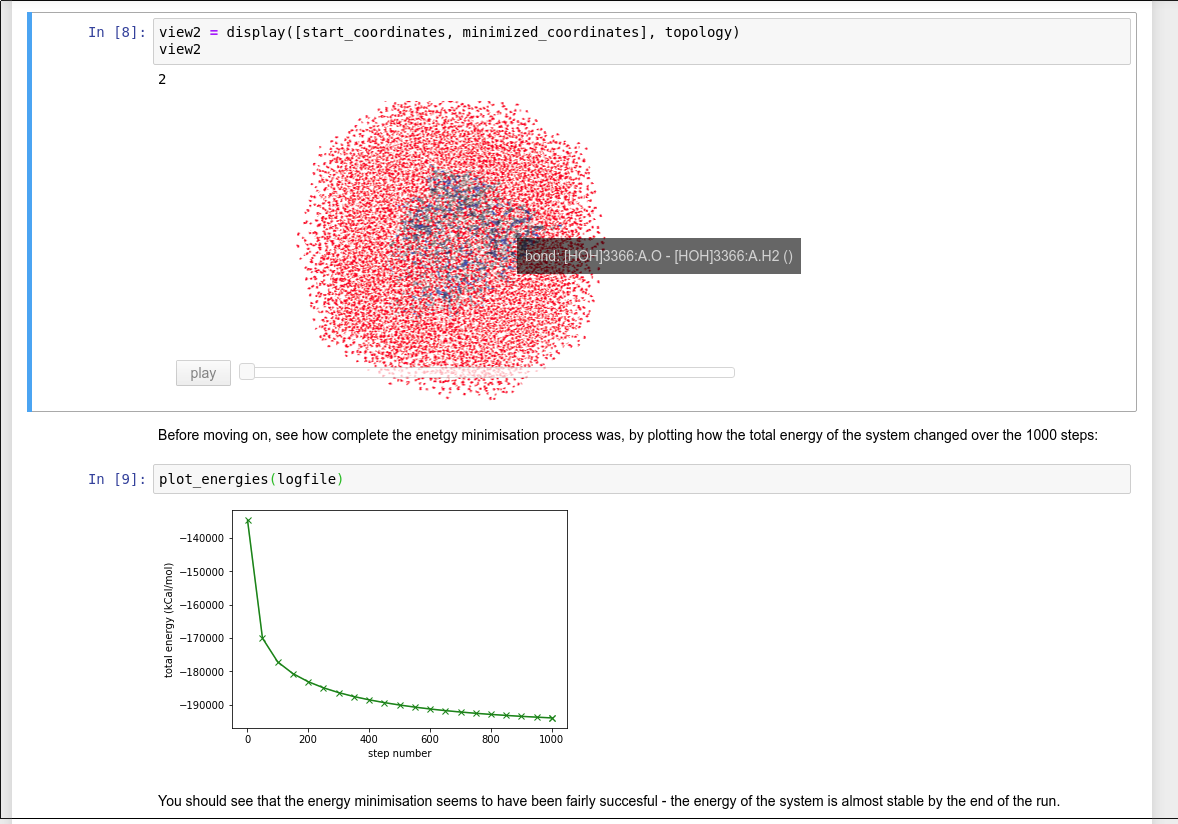 In [8]: view2 = display([start_coordinates, minimized_coordinates], topology)
view2
2
bond: [HOH]3366:A.O - [HOH]3366:A.H2 ()
play
Before moving on, see how complete the enetgy minimisation process was, by plotting how the total energy of the system changed over the 1000 steps:
In [9]: plot_energies(logfile)
total energy (kCal/mol)
−140000
−150000
−160000
−170000
−180000
−190000
0 200 400 600 800 1000
step number
You should see that the energy minimisation seems to have been fairly succesful - the energy of the system is almost stable by the end of the run.